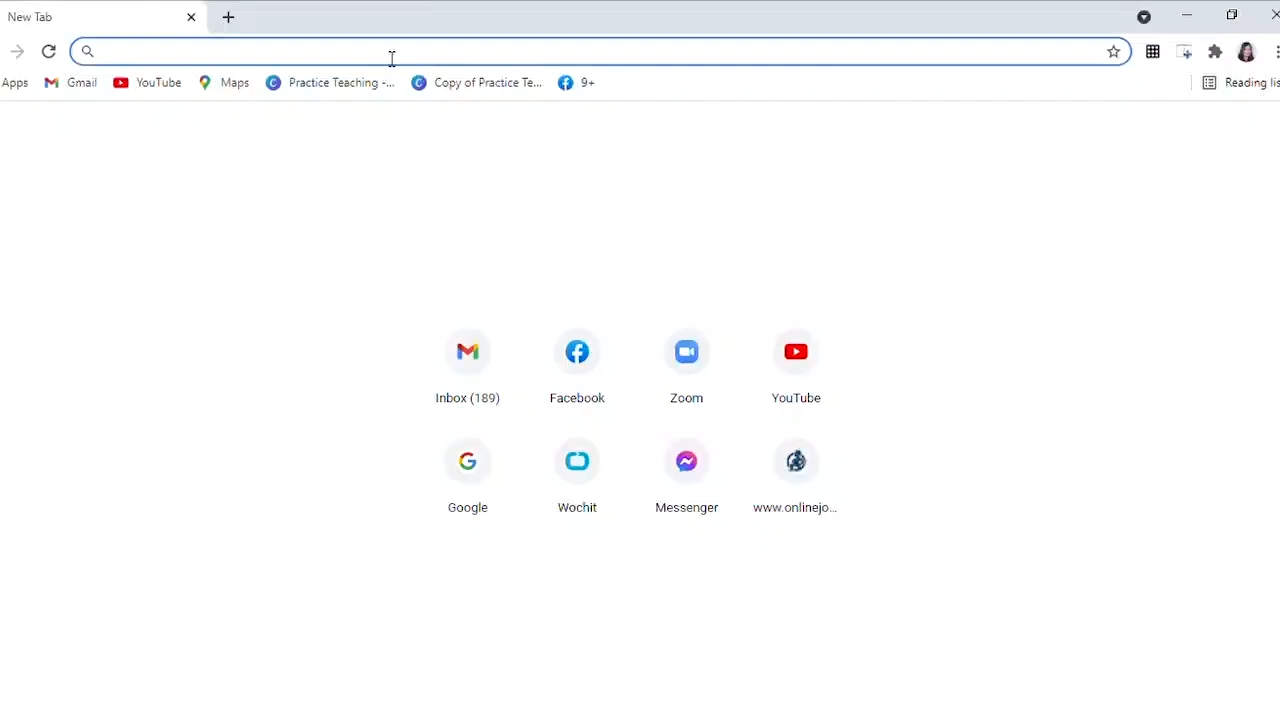 New Tab
Apps Gmail YouTube Maps Practice Teaching -... Copy of Practice Te... 9+ Reading lis
Inbox (189) Facebook Zoom YouTube
Google Wochit Messenger www.onlinejo...